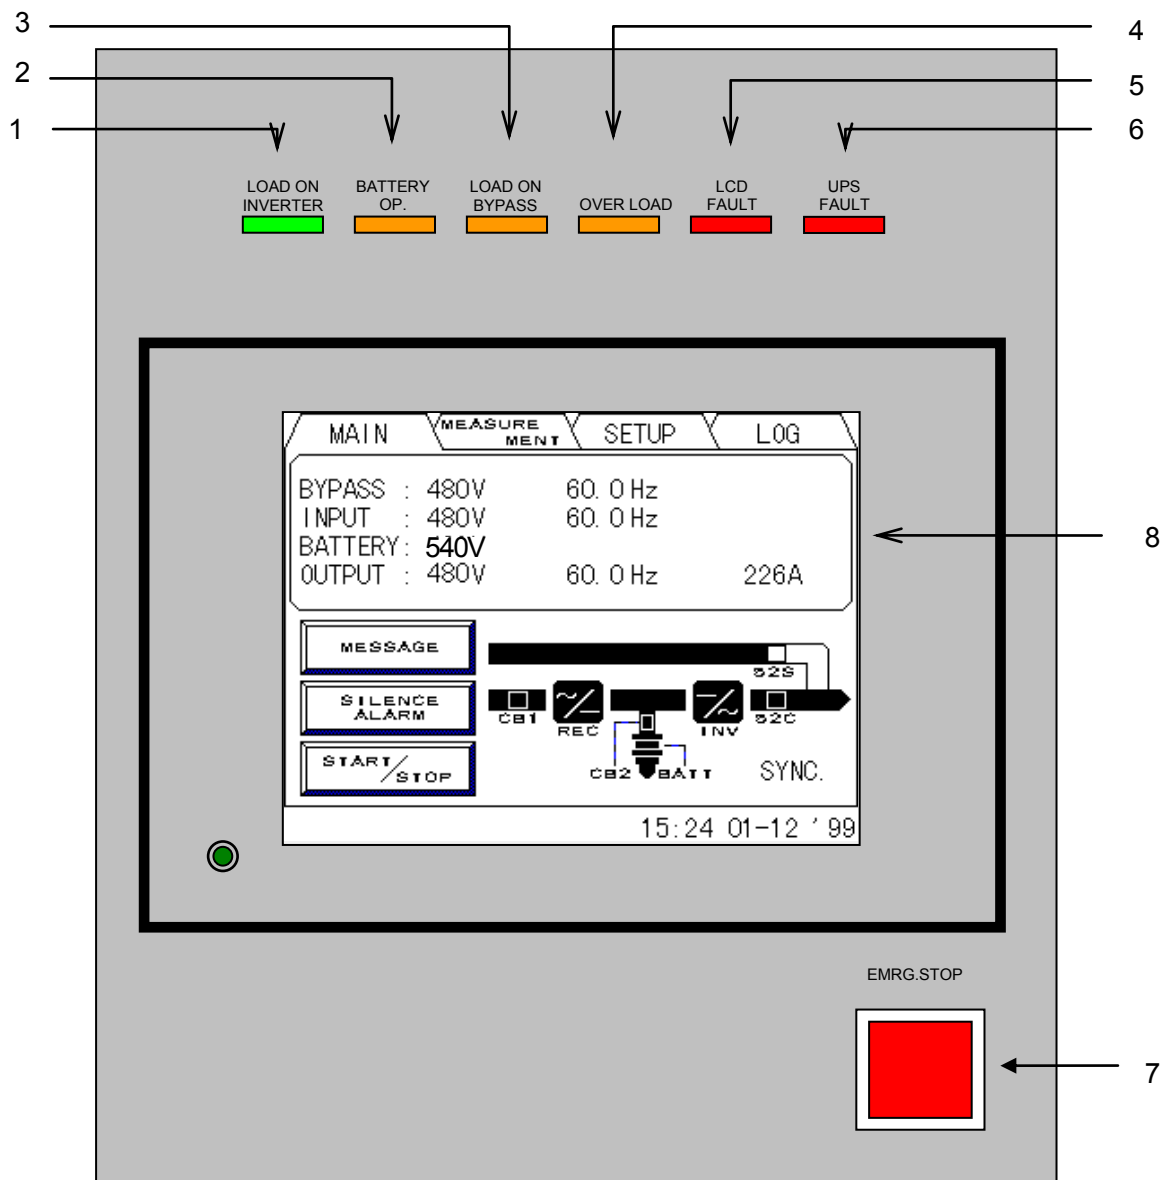 3
4
2
5
1
6
LOAD ON
INVERTER
BATTERY
OP.
LOAD ON
BYPASS
OVER LOAD
LCD
FAULT
UPS
FAULT
MAIN
MEASURE
MENT
SETUP
LOG
BYPASS : 480V 60.0Hz
INPUT : 480V 60.0Hz
BATTERY: 540V
OUTPUT : 480V 60.0Hz 226A
8
MESSAGE
SILENCE
ALARM
START/STOP
52S
CB1
REC
INV
52C
CB2
BATT
SYNC.
15:24 01-12 '99
EMRG.STOP
7